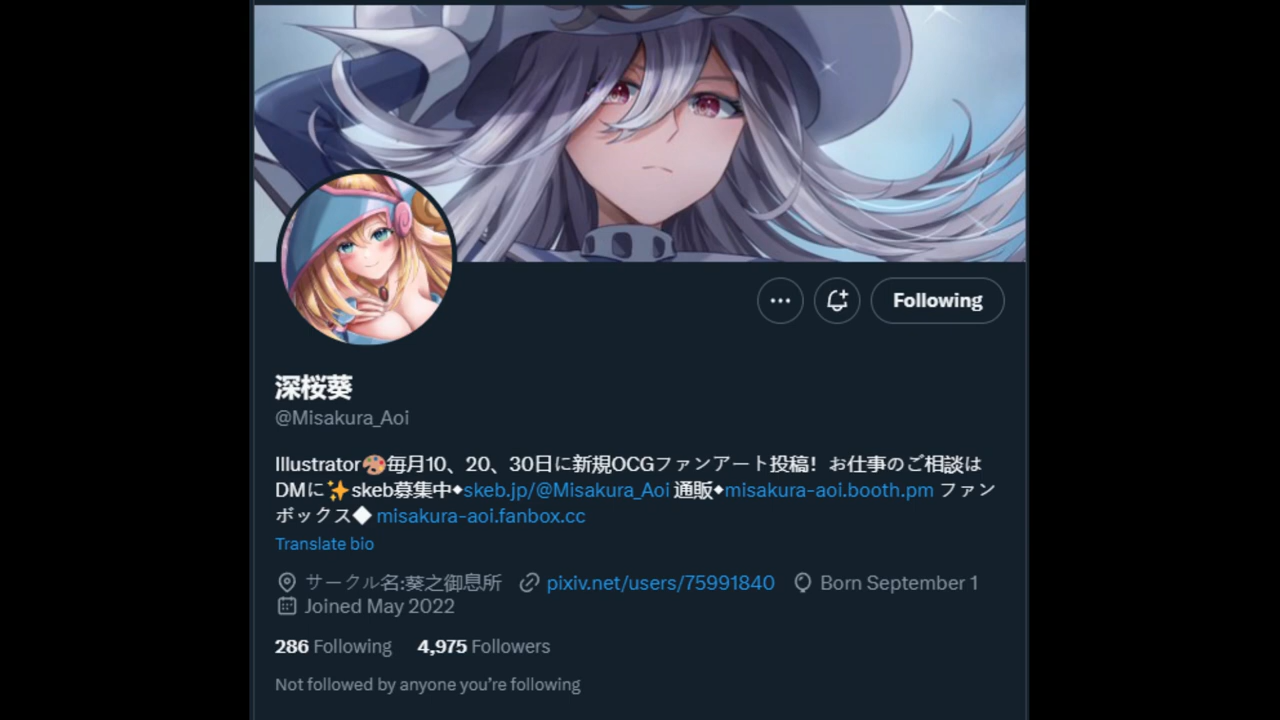 Following
深桜葵
@Misakura_Aoi
Illustrator🎨毎月10、20、30日に新規OCGファンアート投稿！お仕事のご相談は
DMに✨skeb募集中◆skeb.jp/@Misakura_Aoi 通販◆misakura-aoi.booth.pm ファン
ボックス◆ misakura-aoi.fanbox.cc
Translate bio
サークル名:葵之御息所 pixiv.net/users/75991840 Born September 1
Joined May 2022
286 Following 4,975 Followers
Not followed by anyone you’re following